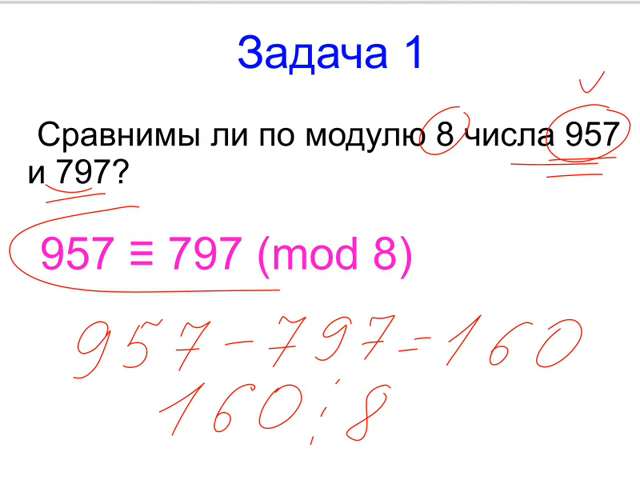 Задача 1
Сравнимы ли по модулю 8 числа 957
и 797?
957 ≡ 797 (mod 8)
957 - 797 = 160
160 ⋮ 8